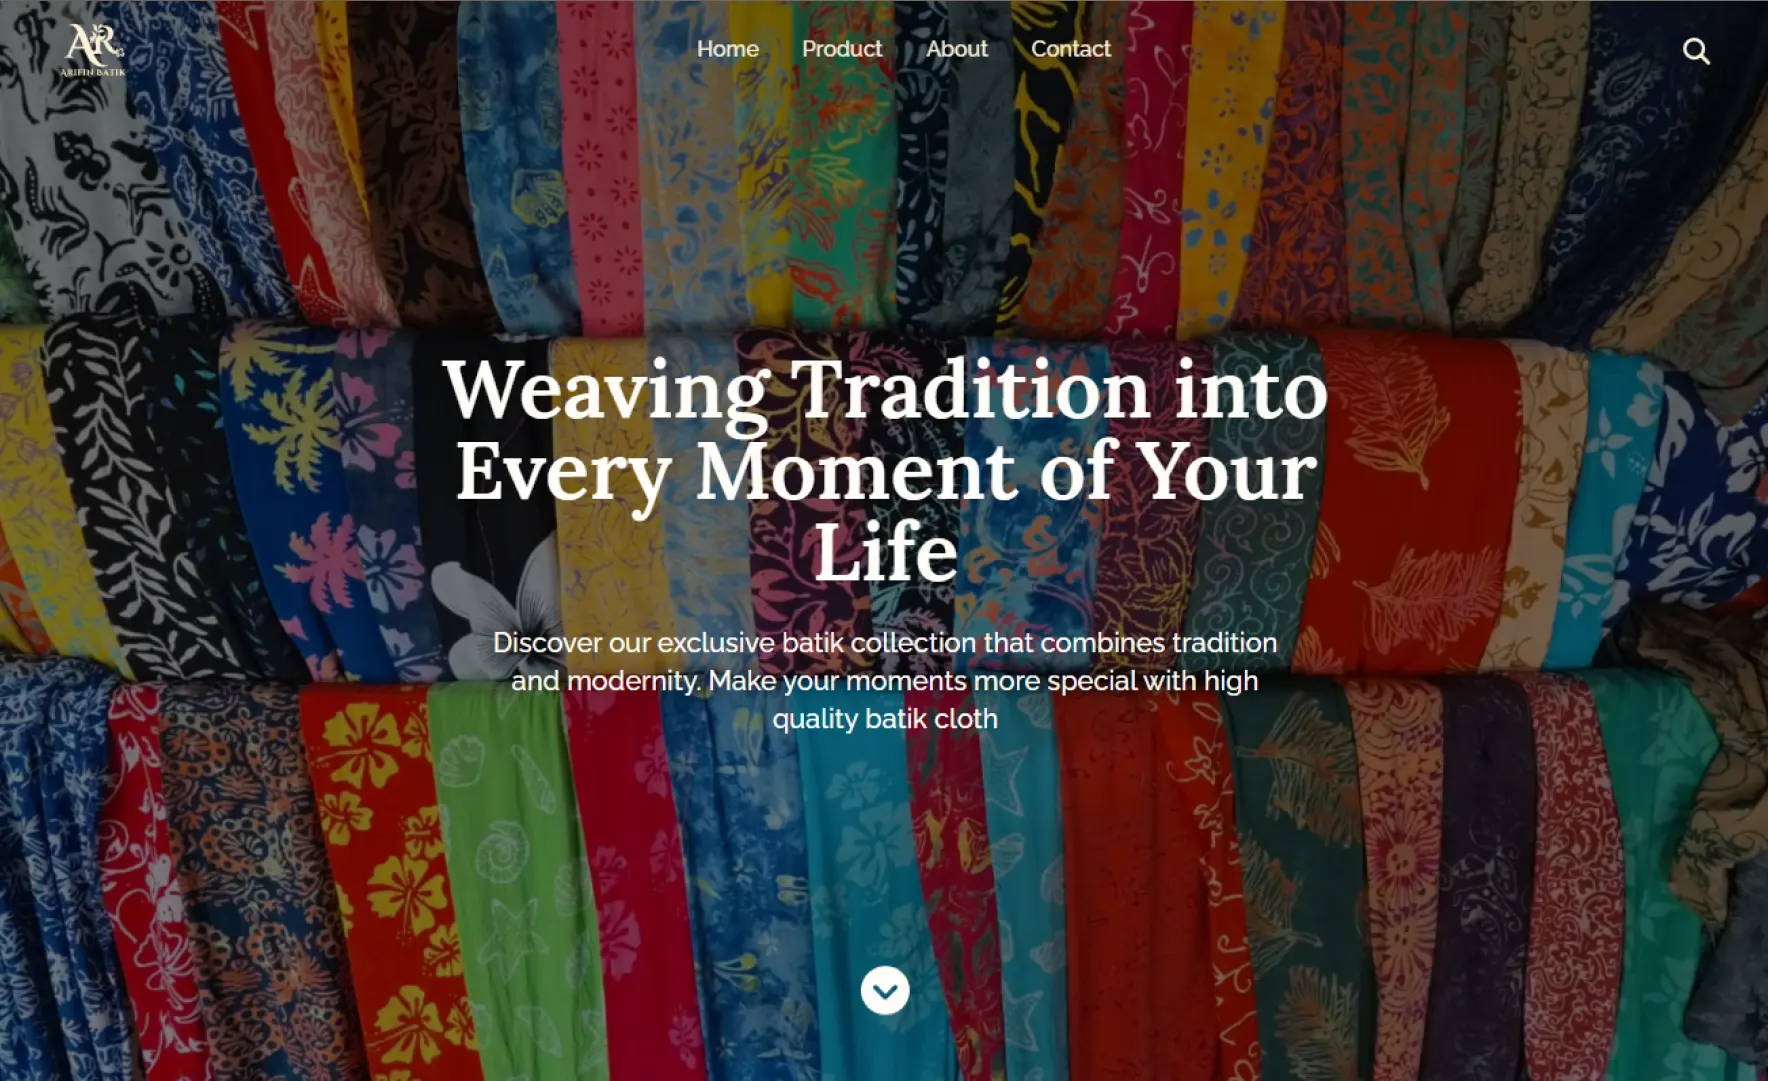 AR
ARIFIN BATIK
Home Product About Contact
Weaving Tradition into
Every Moment of Your
Life
Discover our exclusive batik collection that combines tradition
and modernity. Make your moments more special with high
quality batik cloth